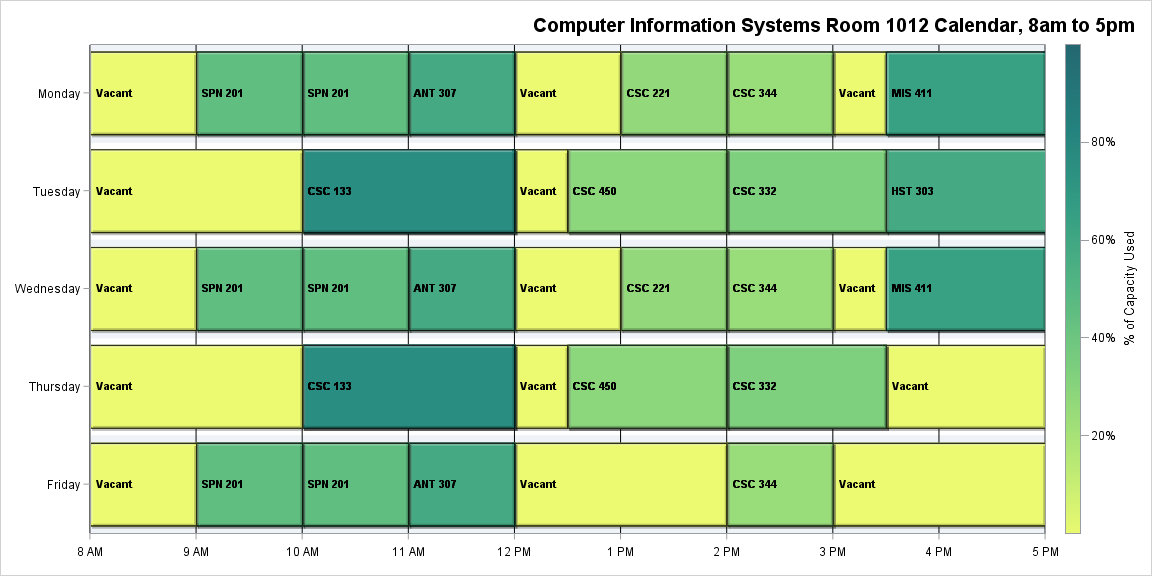 Computer Information Systems Room 1012 Calendar, 8am to 5pm
Monday
Vacant
SPN 201
SPN 201
ANT 307
Vacant
CSC 221
CSC 344
Vacant
MIS 411
Tuesday
Vacant
CSC 133
Vacant
CSC 450
CSC 332
HST 303
Wednesday
Vacant
SPN 201
SPN 201
ANT 307
Vacant
CSC 221
CSC 344
Vacant
MIS 411
Thursday
Vacant
CSC 133
Vacant
CSC 450
CSC 332
Vacant
Friday
Vacant
SPN 201
SPN 201
ANT 307
Vacant
CSC 344
Vacant
8 AM
9 AM
10 AM
11 AM
12 PM
1 PM
2 PM
3 PM
4 PM
5 PM
80%
60%
40%
20%
% of Capacity Used